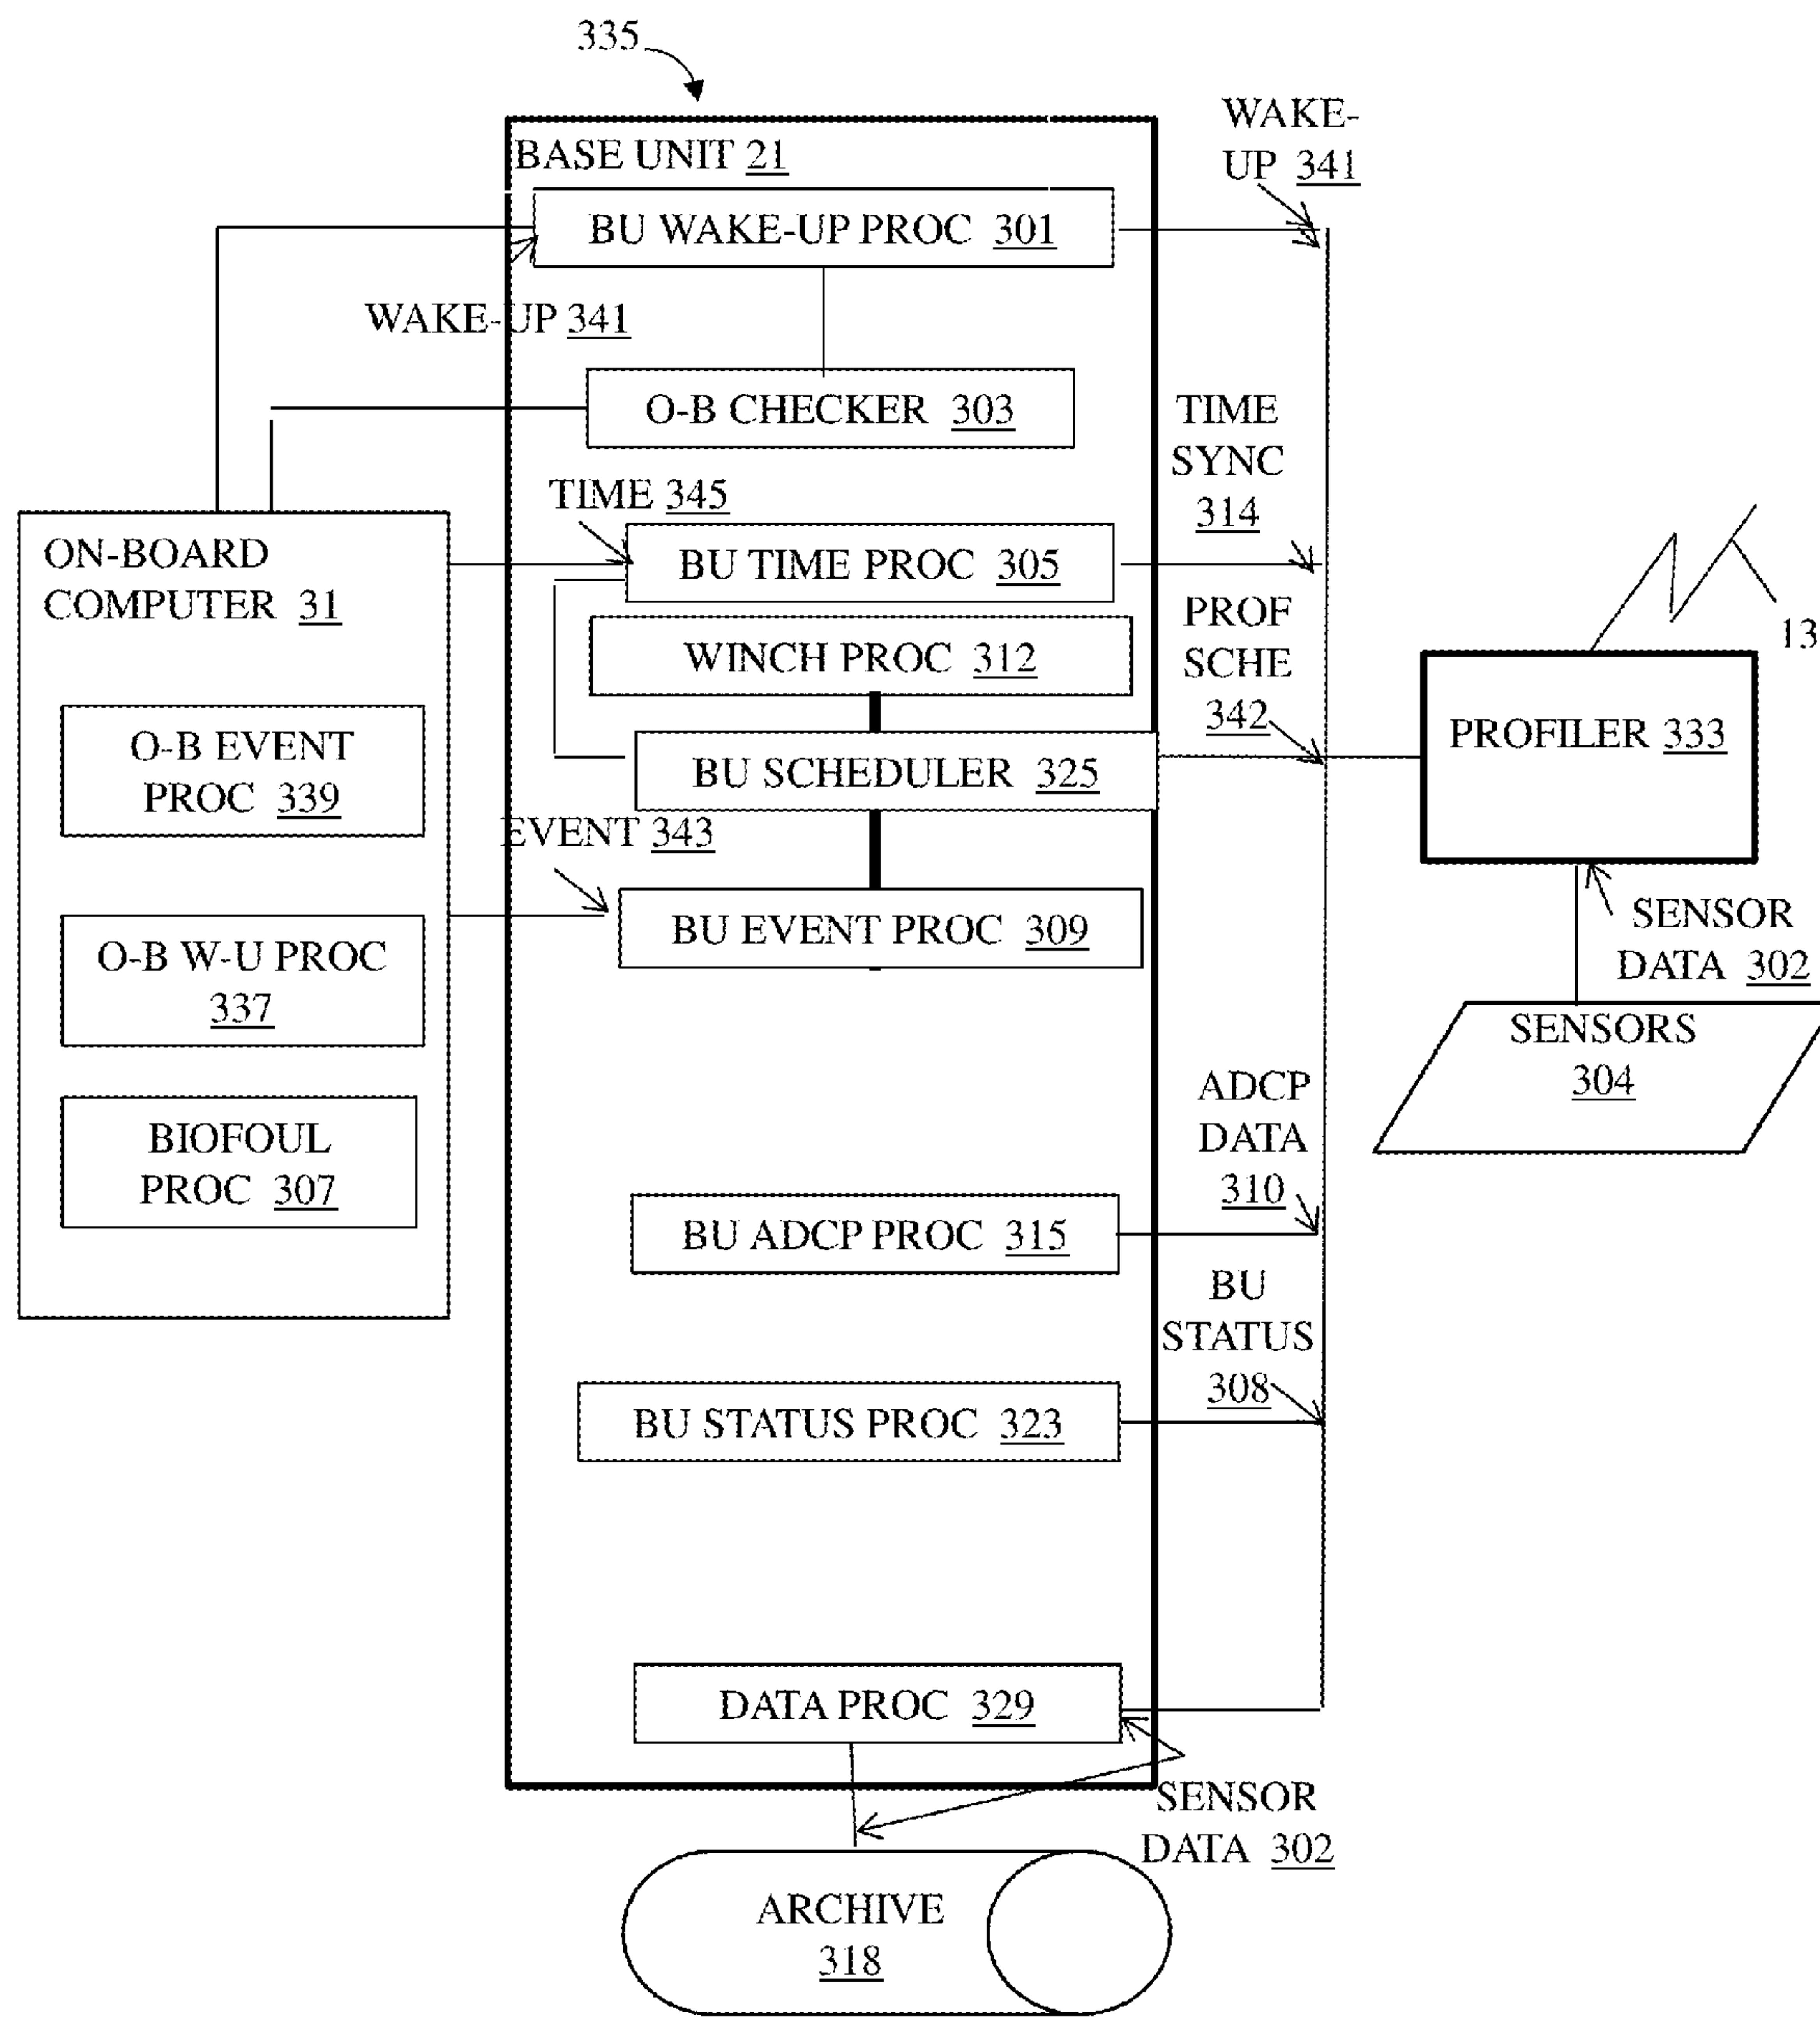 335
WAKE-
UP 341
BASE UNIT 21
BU WAKE-UP PROC 301
WAKE-UP 341
O-B CHECKER 303
TIME
SYNC
314
TIME 345
BU TIME PROC 305
ON-BOARD
COMPUTER 31
PROF
SCHE
342
13
WINCH PROC 312
PROFILER 333
BU SCHEDULER 325
O-B EVENT
PROC 339
EVENT 343
BU EVENT PROC 309
SENSOR
DATA 302
O-B W-U PROC
337
SENSORS
304
ADCP
DATA
310
BIOFOUL
PROC 307
BU ADCP PROC 315
BU
STATUS
308
BU STATUS PROC 323
DATA PROC 329
SENSOR
DATA 302
ARCHIVE
318